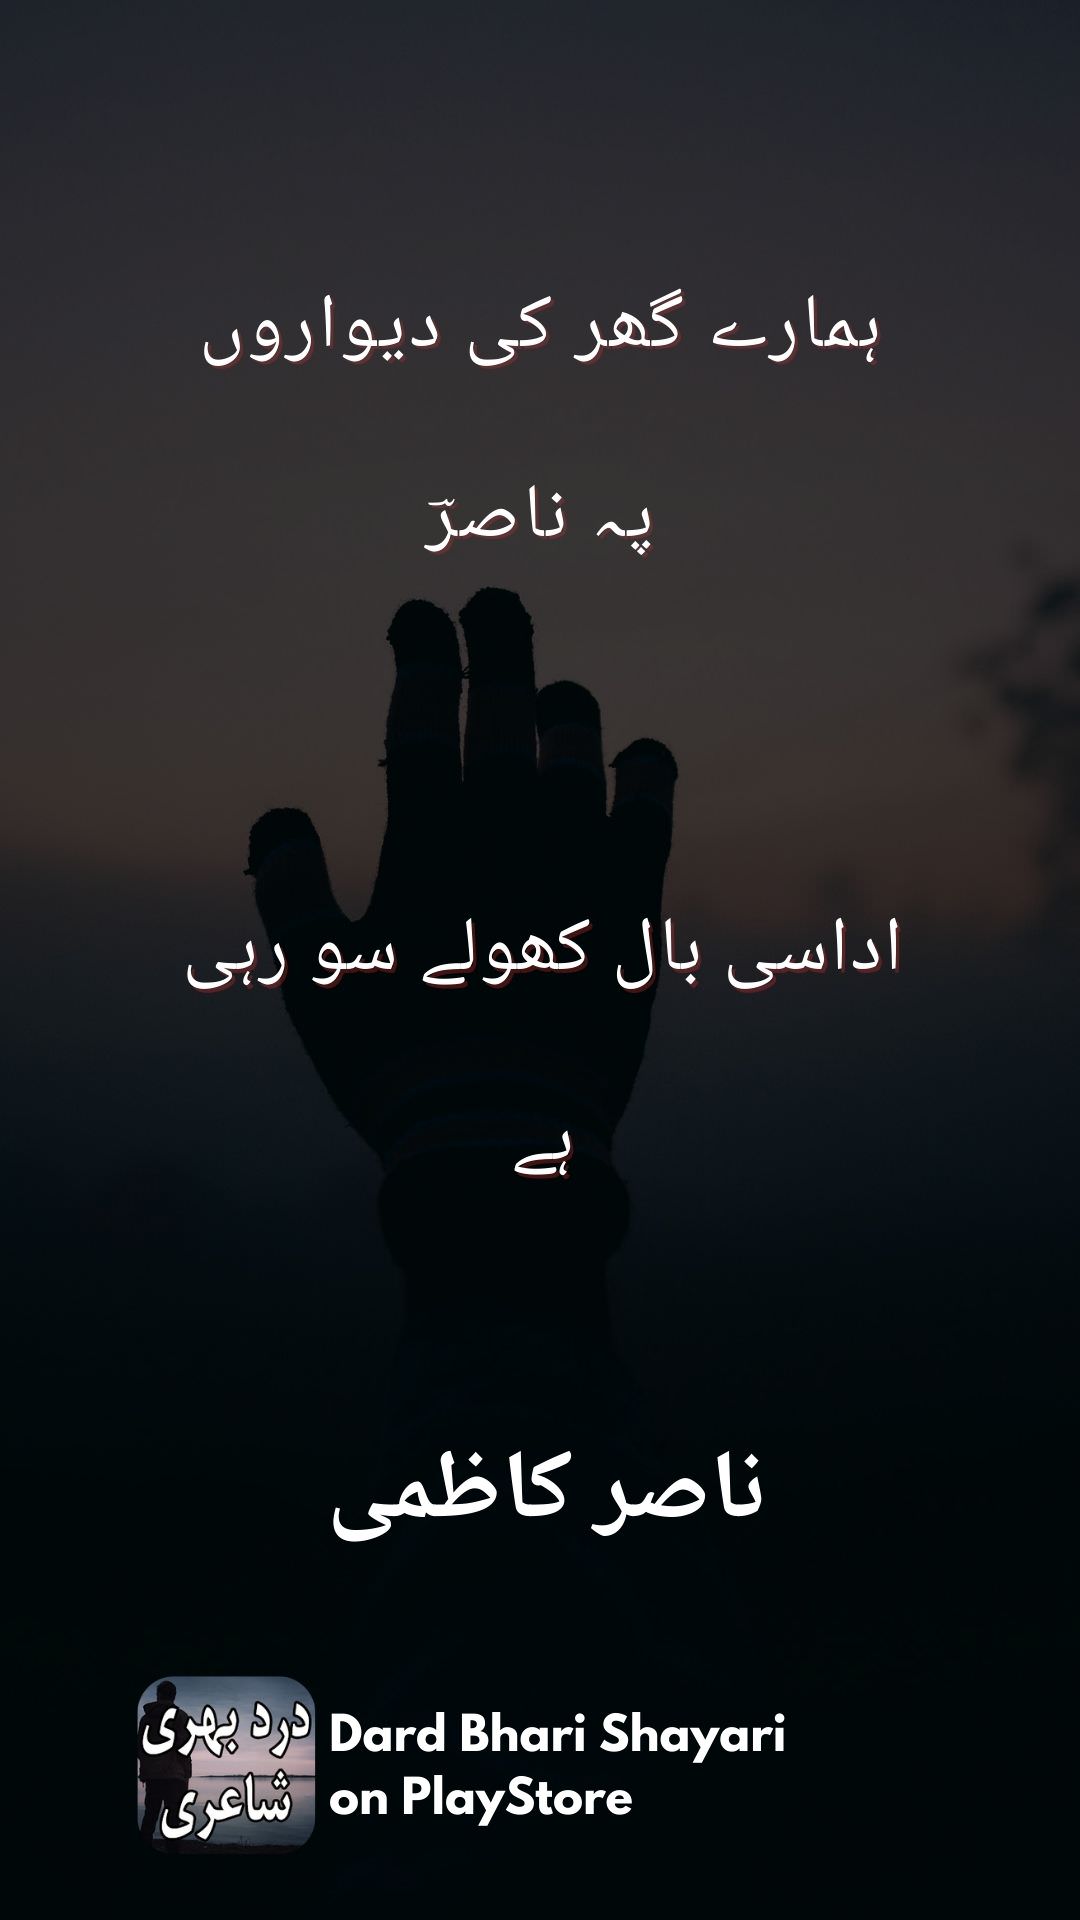 ہمارے گھر کی دیواروں
پہ ناصرؔ
اداسی بال کھولے سو رہی
ہے
ناصر کاظمی
درد بھری
شاعری
Dard Bhari Shayari
on PlayStore